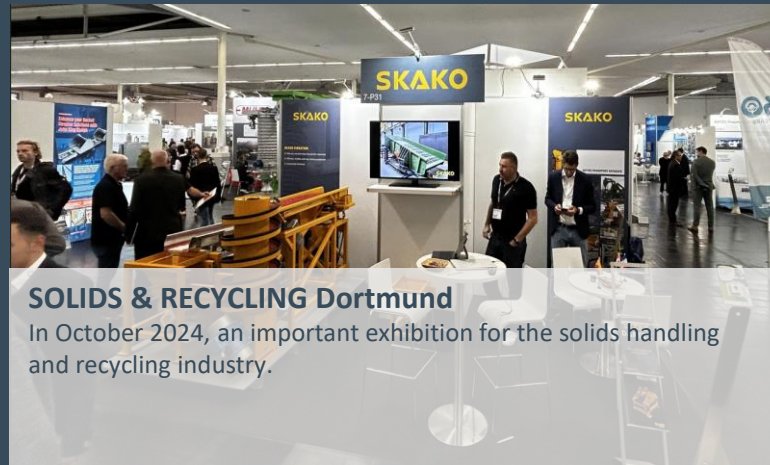 SKAKO
7-P31
SKAKO
SKAKO
SKAKO
SOLIDS & RECYCLING Dortmund
In October 2024, an important exhibition for the solids handling
and recycling industry.